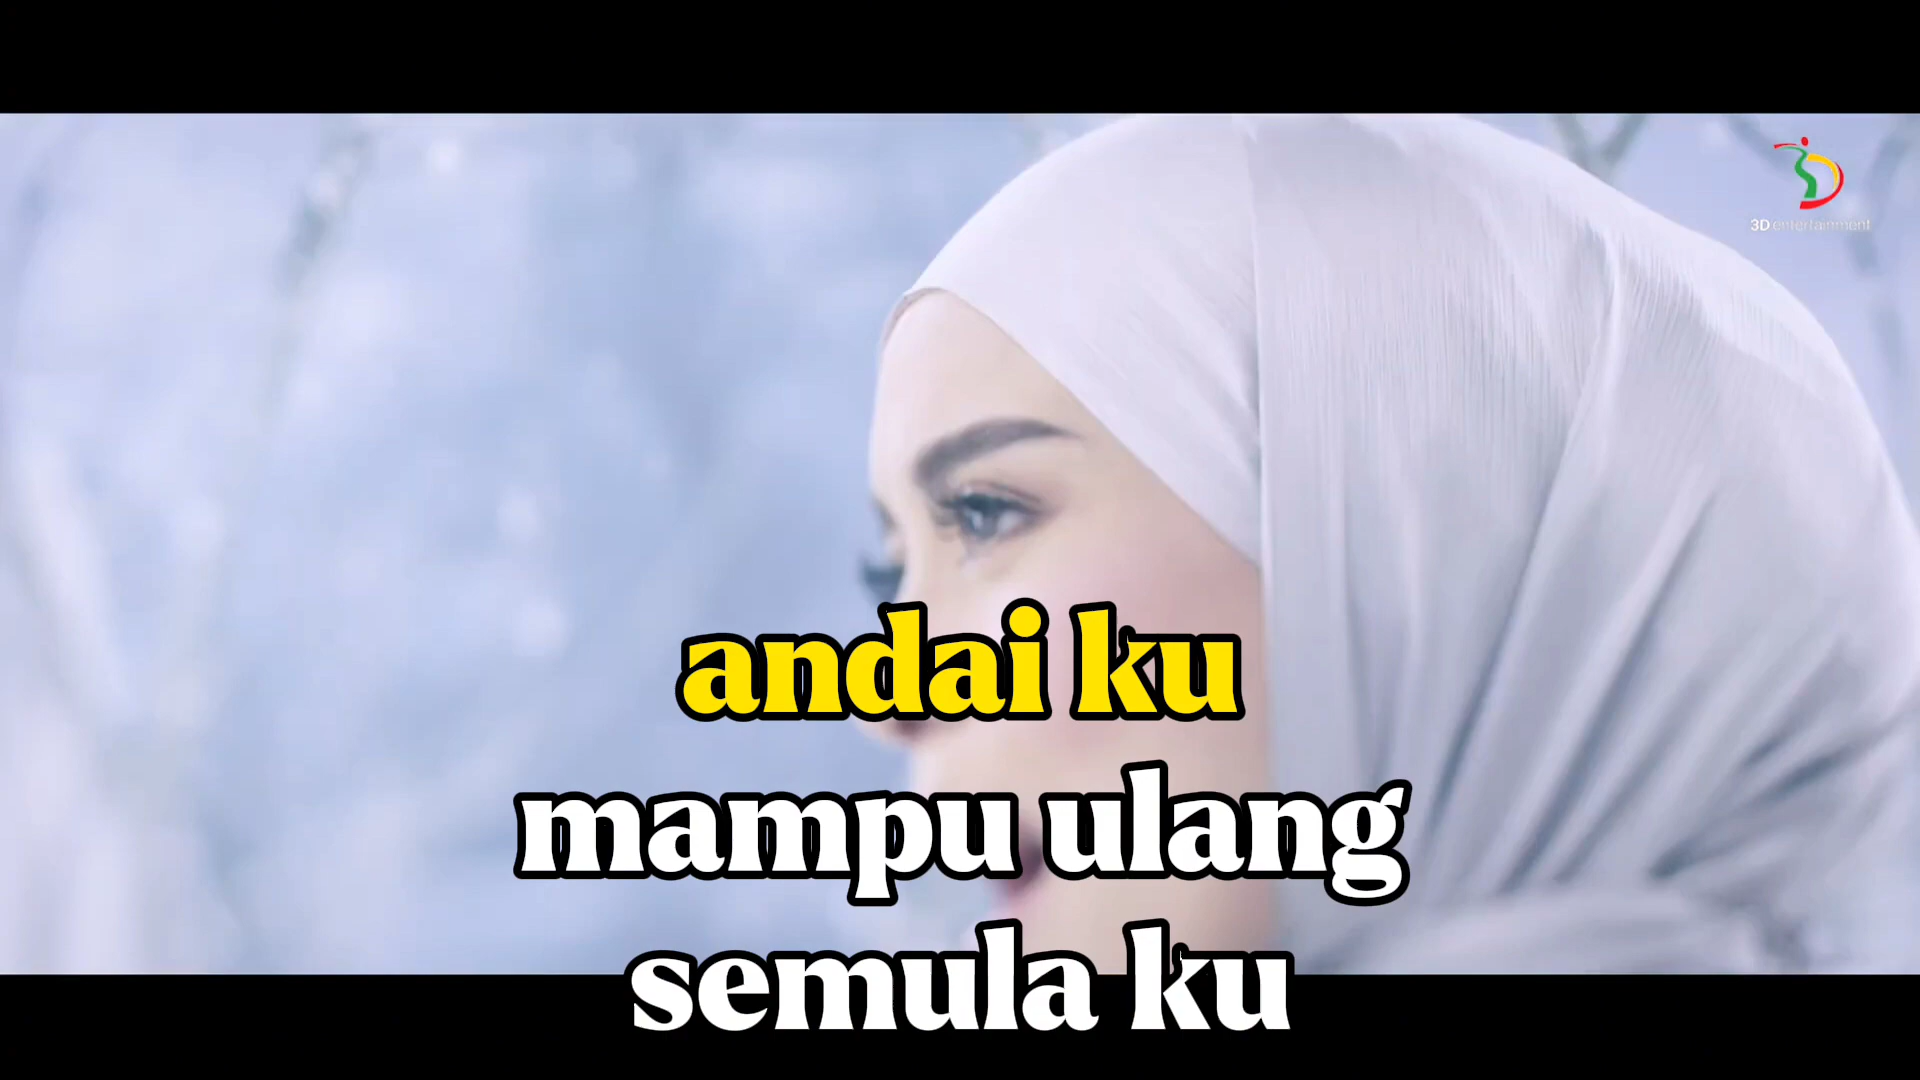 3D entertainment
andai ku
mampu ulang
semula ku